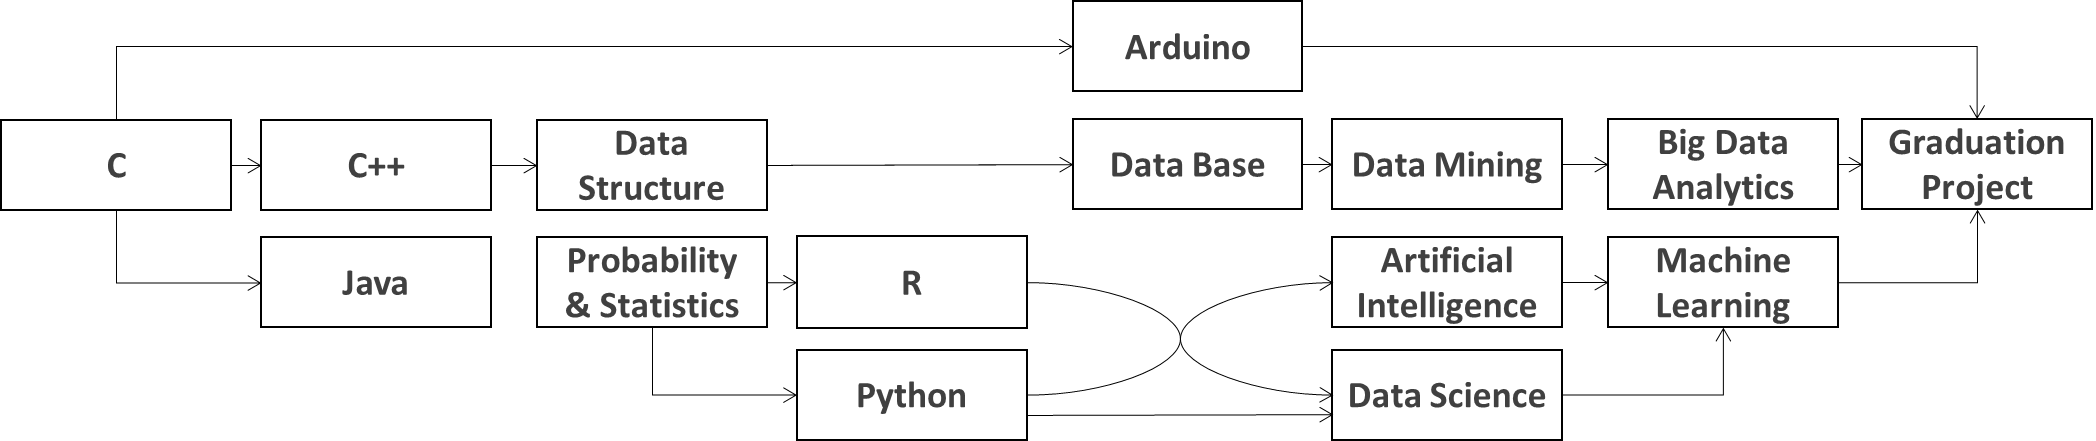 Arduino
C
C++
Data
Structure
Data Base
Data Mining
Big Data
Analytics
Graduation
Project
Java
Probability
& Statistics
R
Artificial
Intelligence
Machine
Learning
Python
Data Science